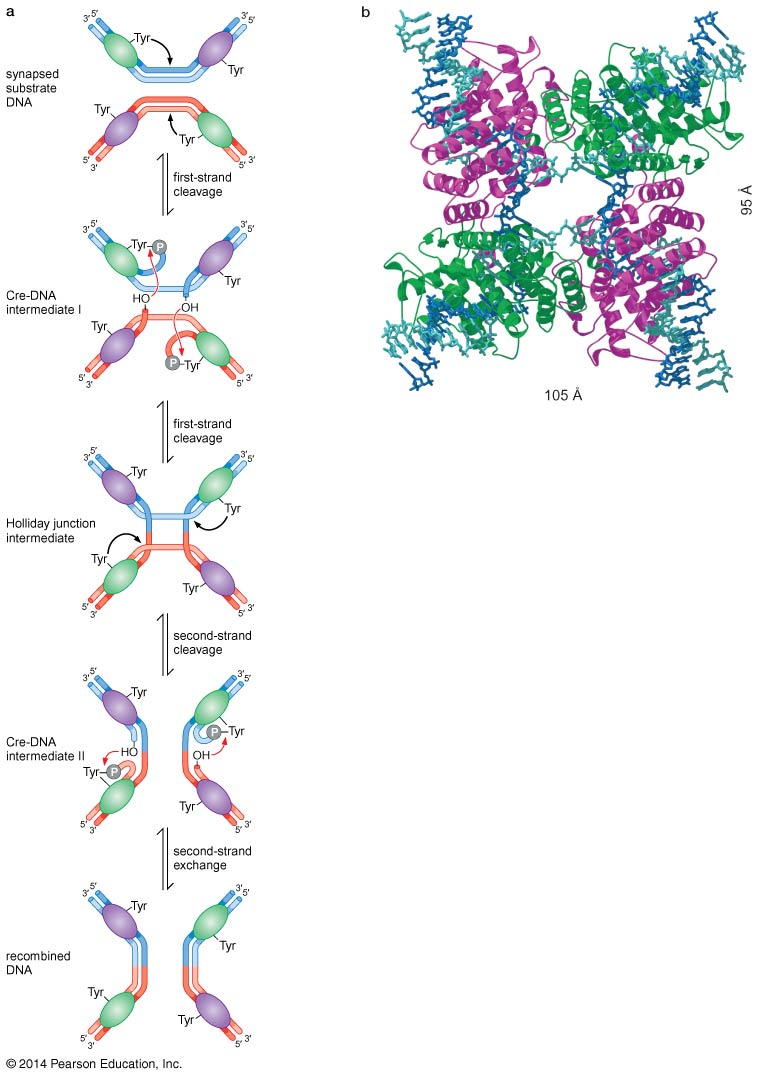 a
b
3′
5′
Tyr
5′
3′
Tyr
synapsed
substrate
DNA
Tyr
Tyr
5′
3′
5′
3′
first-strand
cleavage
95 Å
3′
5′
Tyr
P
5′
3′
Tyr
HO
OH
Cre-DNA
intermediate I
Tyr
P
Tyr
5′
3′
5′
3′
105 Å
first-strand
cleavage
3′
5′
Tyr
5′
3′
Tyr
Holliday junction
intermediate
Tyr
Tyr
5′
3′
5′
3′
second-strand
cleavage
3′
5′
Tyr
3′
5′
P
Tyr
Cre-DNA
intermediate II
HO
OH
Tyr
P
Tyr
5′
3′
5′
3′
second-strand
exchange
3′
5′
Tyr
3′
5′
Tyr
recombined
DNA
Tyr
Tyr
5′
3′
5′
3′
© 2014 Pearson Education, Inc.